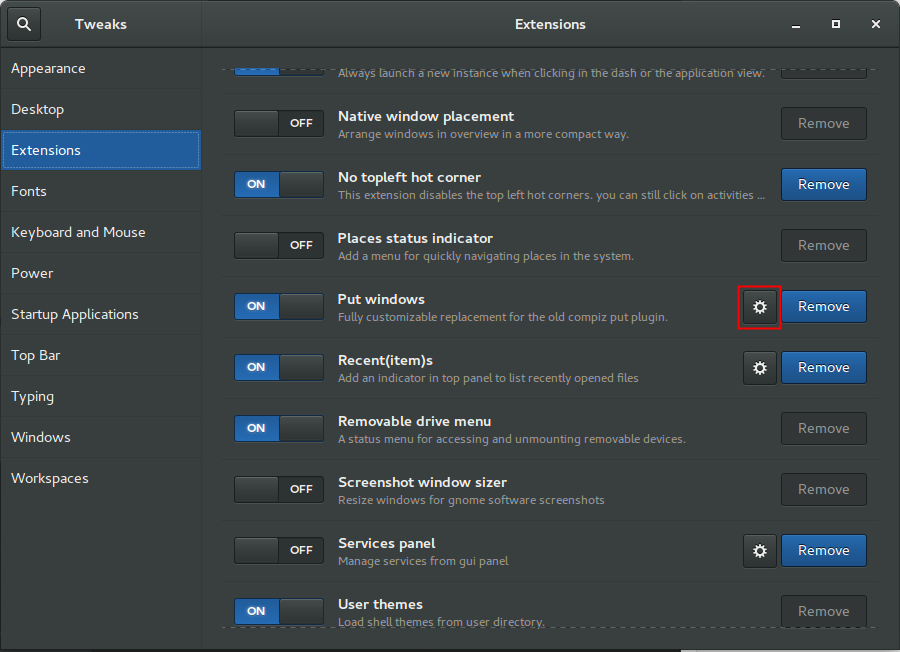 Tweaks
Extensions
Appearance
Desktop
Extensions
Fonts
Keyboard and Mouse
Power
Startup Applications
Top Bar
Typing
Windows
Workspaces
Always launch a new instance when clicking in the dash or the application view.
OFF
Native window placement
Arrange windows in overview in a more compact way.
Remove
ON
No topleft hot corner
This extension disables the top left hot corners. you can still click on activities ...
Remove
OFF
Places status indicator
Add a menu for quickly navigating places in the system.
Remove
ON
Put windows
Fully customizable replacement for the old compiz put plugin.
Remove
ON
Recent(item)s
Add an indicator in top panel to list recently opened files
Remove
ON
Removable drive menu
A status menu for accessing and unmounting removable devices.
Remove
OFF
Screenshot window sizer
Resize windows for gnome software screenshots
Remove
OFF
Services panel
Manage services from gui panel
Remove
ON
User themes
Load shell themes from user directory.
Remove